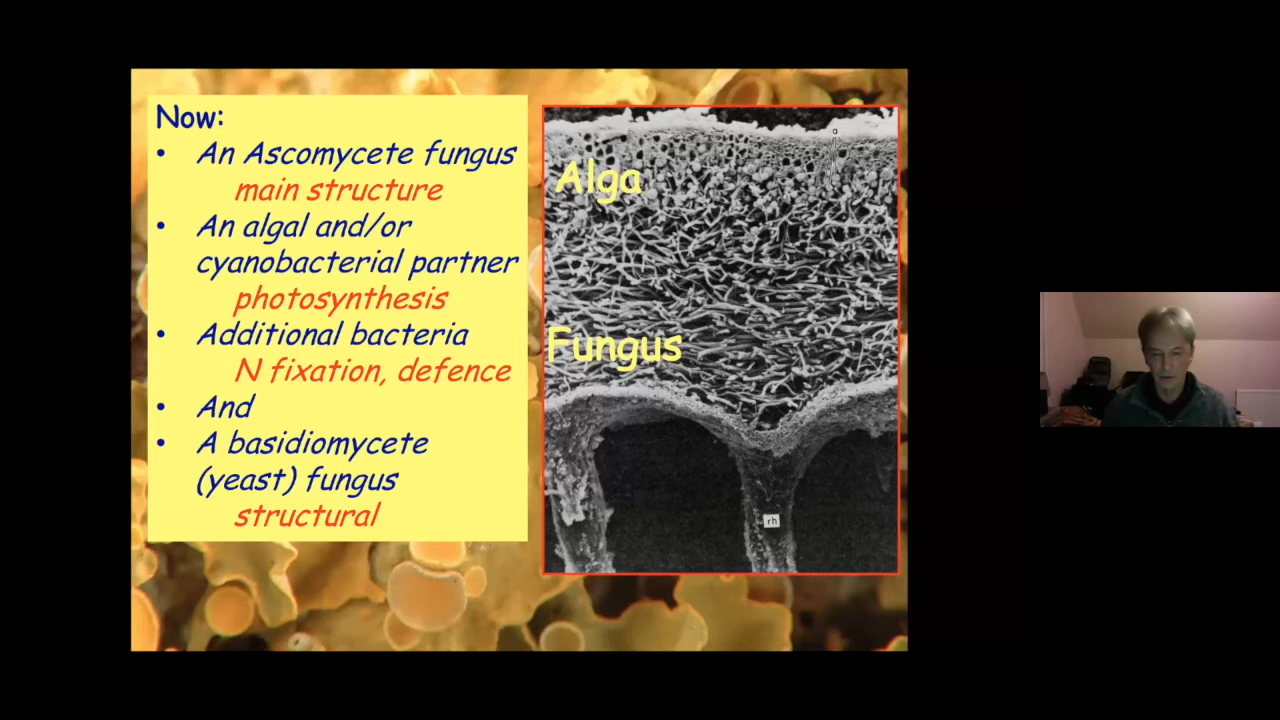 Now:
• An Ascomycete fungus
main structure
• An algal and/or
cyanobacterial partner
photosynthesis
• Additional bacteria
N fixation, defence
• And
• A basidiomycete
(yeast) fungus
structural
a
Alga
Fungus
rh